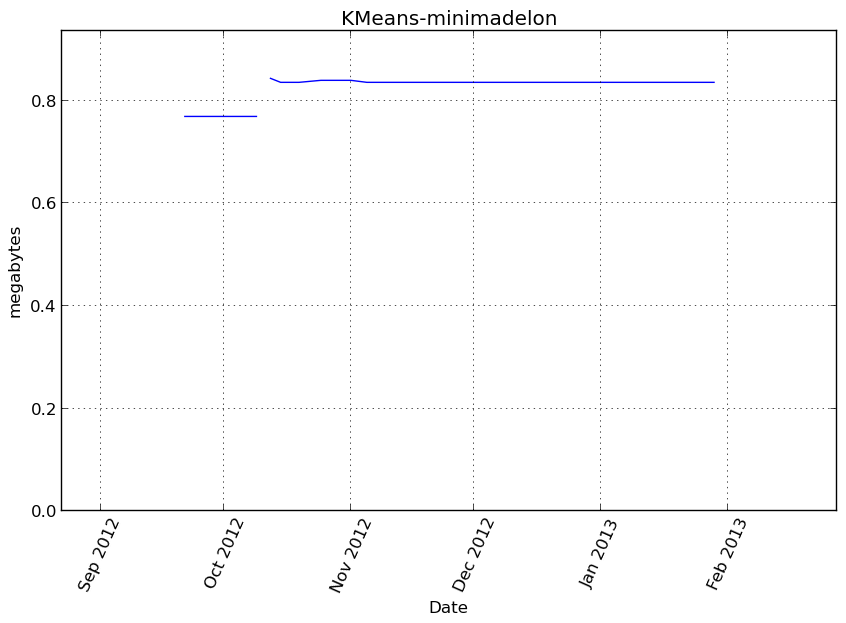 KMeans-minimadelon
megabytes
0.8
0.6
0.4
0.2
0.0
Sep 2012
Oct 2012
Nov 2012
Dec 2012
Jan 2013
Feb 2013
Date